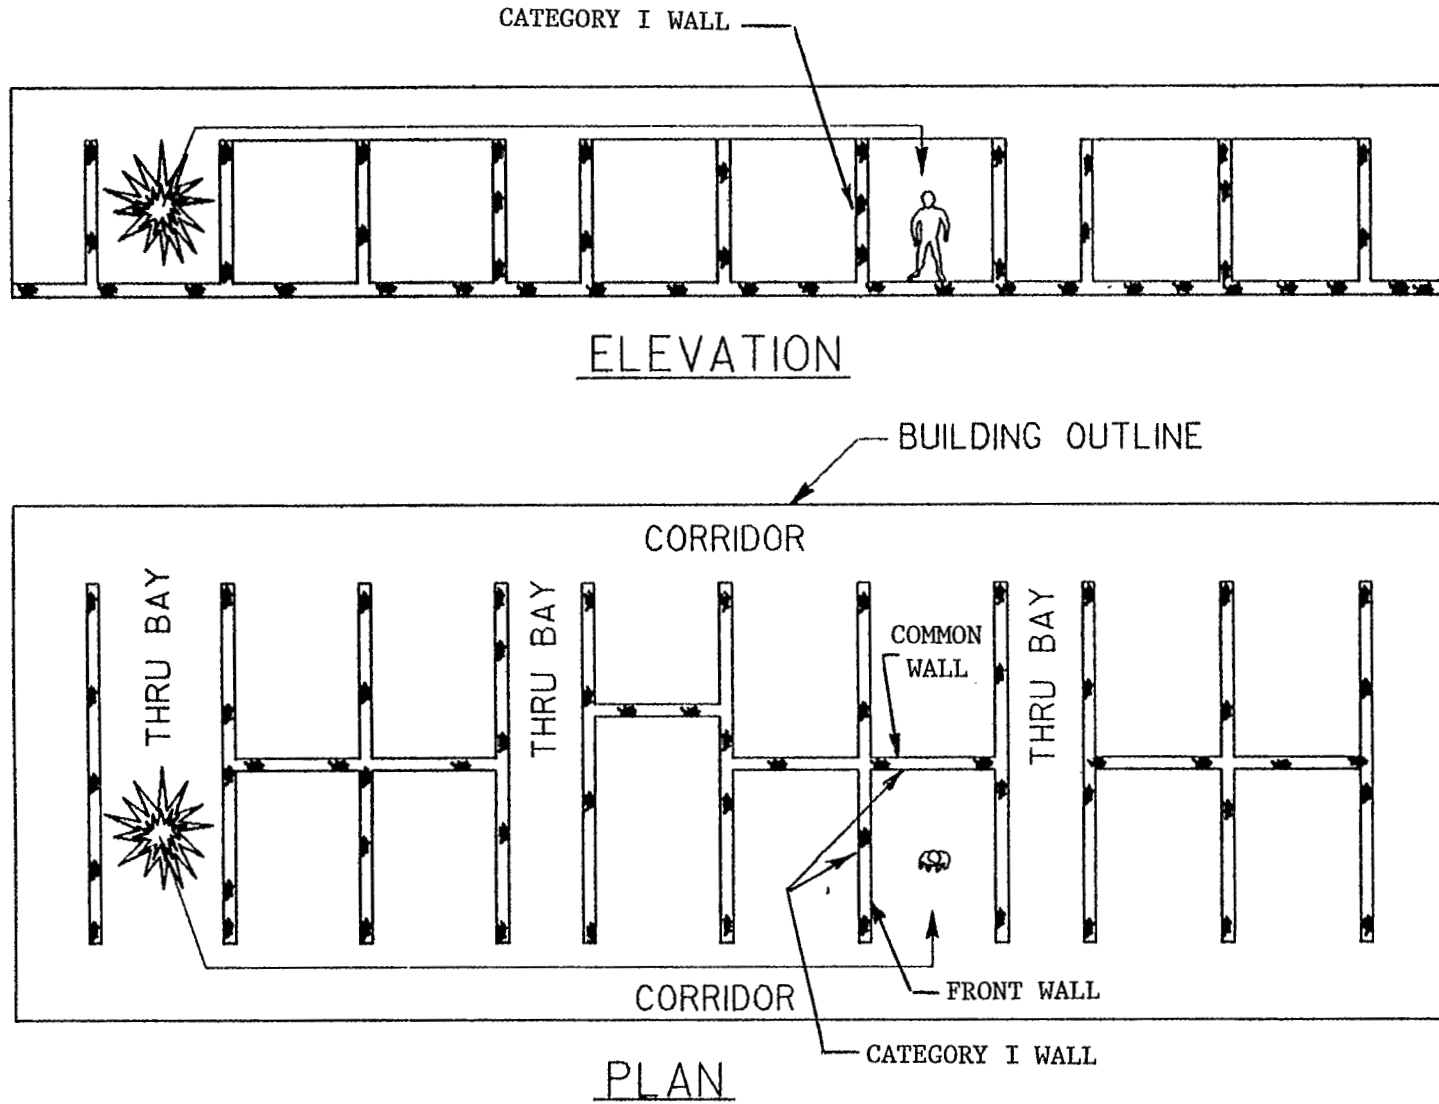 CATEGORY I WALL
ELEVATION
BUILDING OUTLINE
CORRIDOR
THRU BAY
THRU BAY
COMMON
WALL
THRU BAY
FRONT WALL
CORRIDOR
CATEGORY I WALL
PLAN